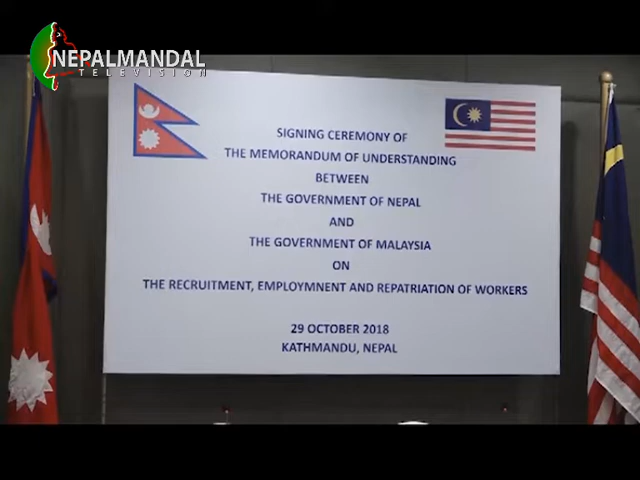 NEPALMANDAL
TELEVISION
SIGNING CEREMONY OF
THE MEMORANDUM OF UNDERSTANDING
BETWEEN
THE GOVERNMENT OF NEPAL
AND
THE GOVERNMENT OF MALAYSIA
ON
THE RECRUITMENT, EMPLOYMNENT AND REPATRIATION OF WORKERS
29 OCTOBER 2018
KATHMANDU, NEPAL